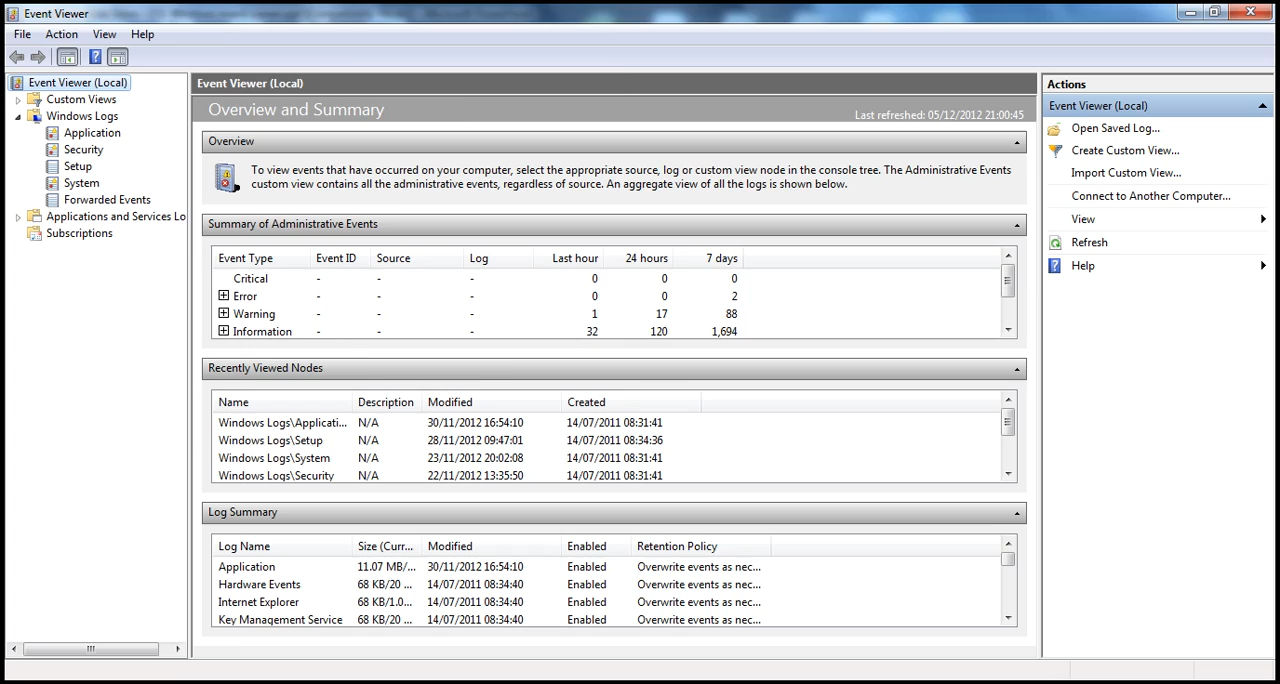 Event Viewer
File Action View Help
Event Viewer (Local)
Custom Views
Windows Logs
Application
Security
Setup
System
Forwarded Events
Applications and Services Lo
Subscriptions
Event Viewer (Local)
Overview and Summary
Last refreshed: 05/12/2012 21:00:45
Overview
To view events that have occurred on your computer, select the appropriate source, log or custom view node in the console tree. The Administrative Events
custom view contains all the administrative events, regardless of source. An aggregate view of all the logs is shown below.
Summary of Administrative Events
Event Type Event ID Source Log Last hour 24 hours 7 days
Critical - - - 0 0 0
Error - - - 0 0 2
Warning - - - 1 17 88
Information - - - 32 120 1,694
Recently Viewed Nodes
Name Description Modified Created
Windows Logs\Applicati... N/A 30/11/2012 16:54:10 14/07/2011 08:31:41
Windows Logs\Setup N/A 28/11/2012 09:47:01 14/07/2011 08:34:36
Windows Logs\System N/A 23/11/2012 20:02:08 14/07/2011 08:31:41
Windows Logs\Security N/A 22/11/2012 13:35:50 14/07/2011 08:31:41
Log Summary
Log Name Size (Curr... Modified Enabled Retention Policy
Application 11.07 MB/... 30/11/2012 16:54:10 Enabled Overwrite events as nec...
Hardware Events 68 KB/20 ... 14/07/2011 08:34:40 Enabled Overwrite events as nec...
Internet Explorer 68 KB/1.0... 14/07/2011 08:34:40 Enabled Overwrite events as nec...
Key Management Service 68 KB/20 ... 14/07/2011 08:34:40 Enabled Overwrite events as nec...
Actions
Event Viewer (Local)
Open Saved Log...
Create Custom View...
Import Custom View...
Connect to Another Computer...
View
Refresh
Help